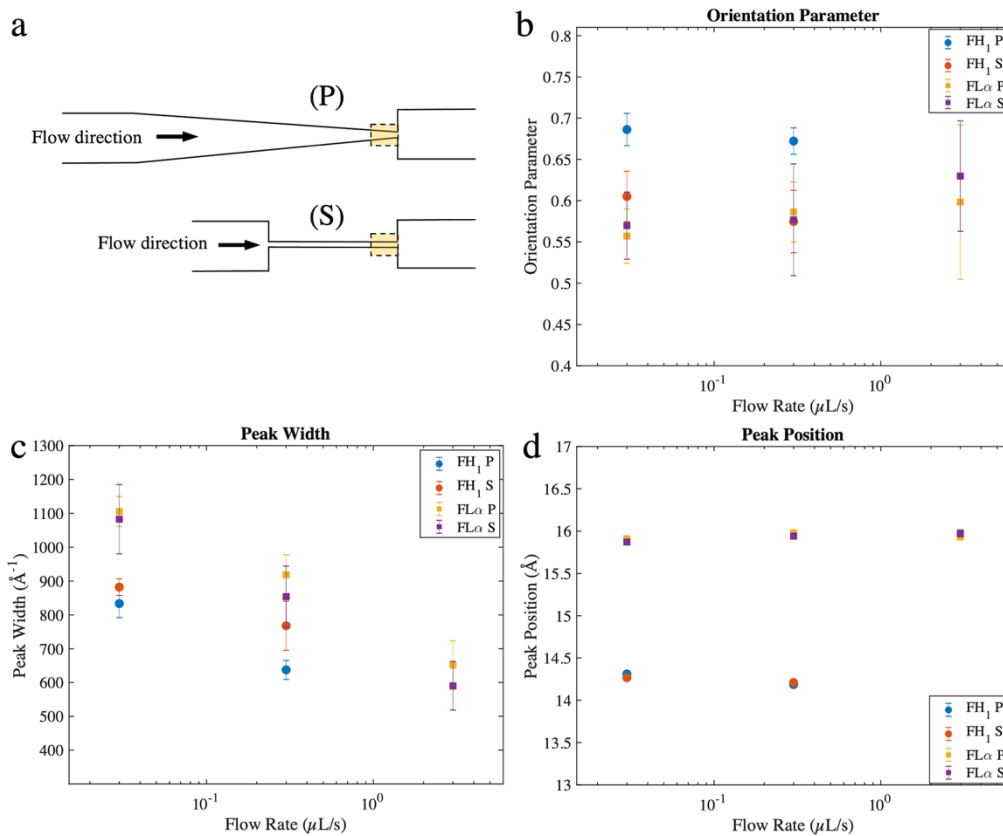 a
(P)
Flow direction
(S)
Flow direction
b
Orientation Parameter
FH1 P
FH1 S
FLα P
FLα S
0.8
0.75
0.7
0.65
0.6
0.55
0.5
0.45
0.4
Orientation Parameter
10-1
100
Flow Rate (µL/s)
c
Peak Width
FH1 P
FH1 S
FLα P
FLα S
1300
1200
1100
1000
900
800
700
600
500
400
Peak Width (Å-1)
10-1
100
Flow Rate (µL/s)
d
Peak Position
17
16.5
16
15.5
15
14.5
14
13.5
13
Peak Position (Å)
FH1 P
FH1 S
FLα P
FLα S
10-1
100
Flow Rate (µL/s)